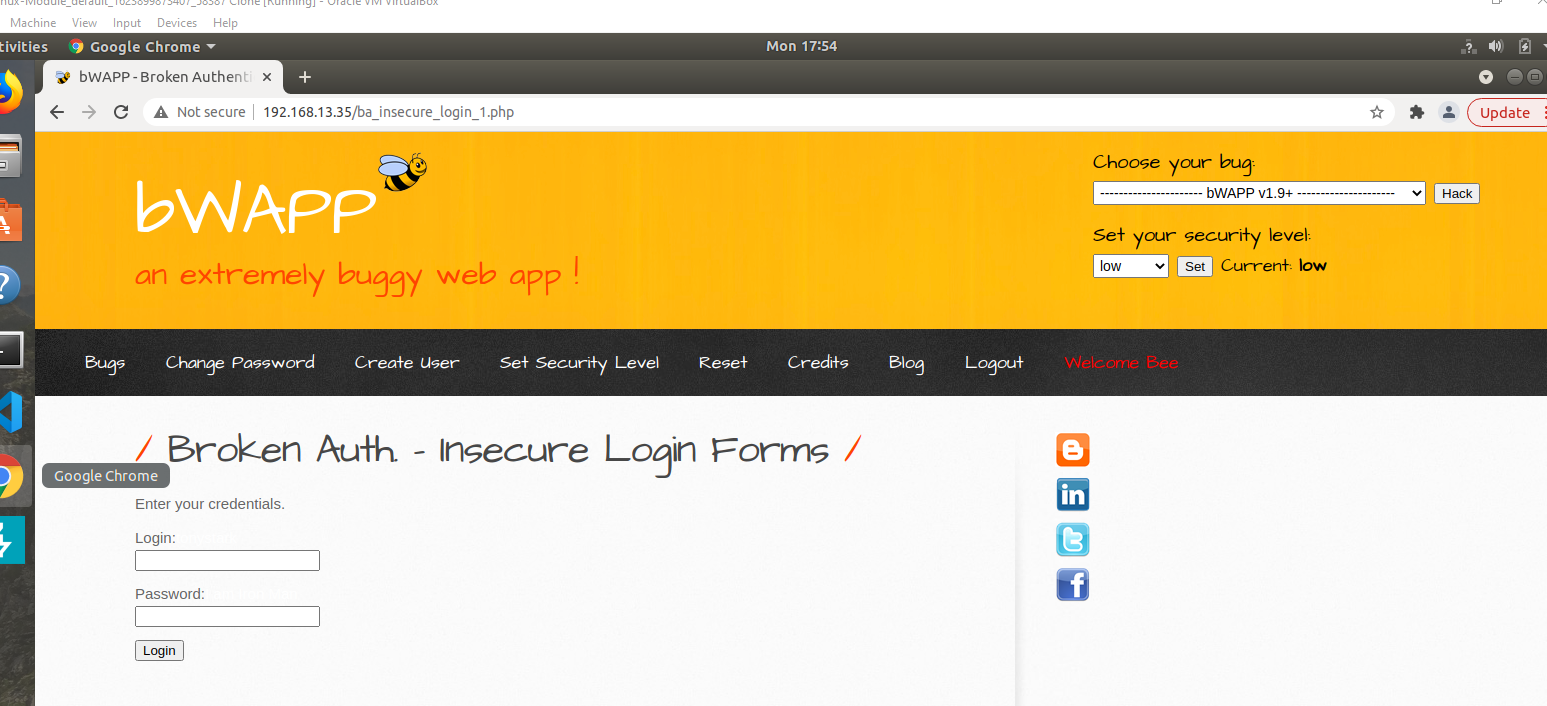 nux-Module_default_1623899873407_58387 Clone [Running] - Oracle VM VirtualBox
Machine View Input Devices Help
tivities Google Chrome Mon 17:54
bWAPP - Broken Authenti
Not secure 192.168.13.35/ba_insecure_login_1.php Update
bWAPP
an extremely buggy web app !
Choose your bug:
---------------------- bWAPP v1.9+ --------------------- Hack
Set your security level:
low Set Current: low
Bugs Change Password Create User Set Security Level Reset Credits Blog Logout Welcome Bee
/ Broken Auth. - Insecure Login Forms /
Google Chrome
Enter your credentials.
Login:
Password:
Login